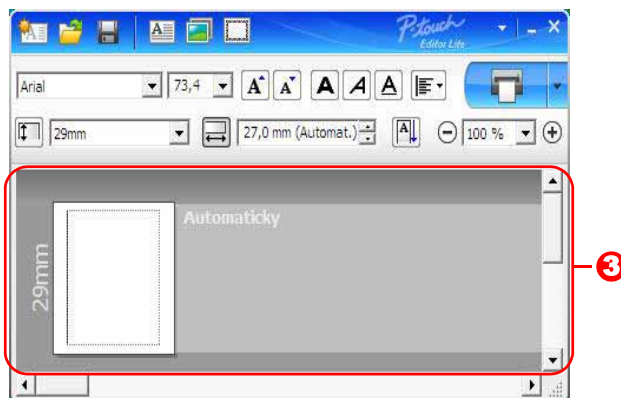 P-touch
Editor Lite
Arial 73,4 A A A A A
29mm 27,0 mm (Automat.) A 100 %
Automaticky
29mm
3